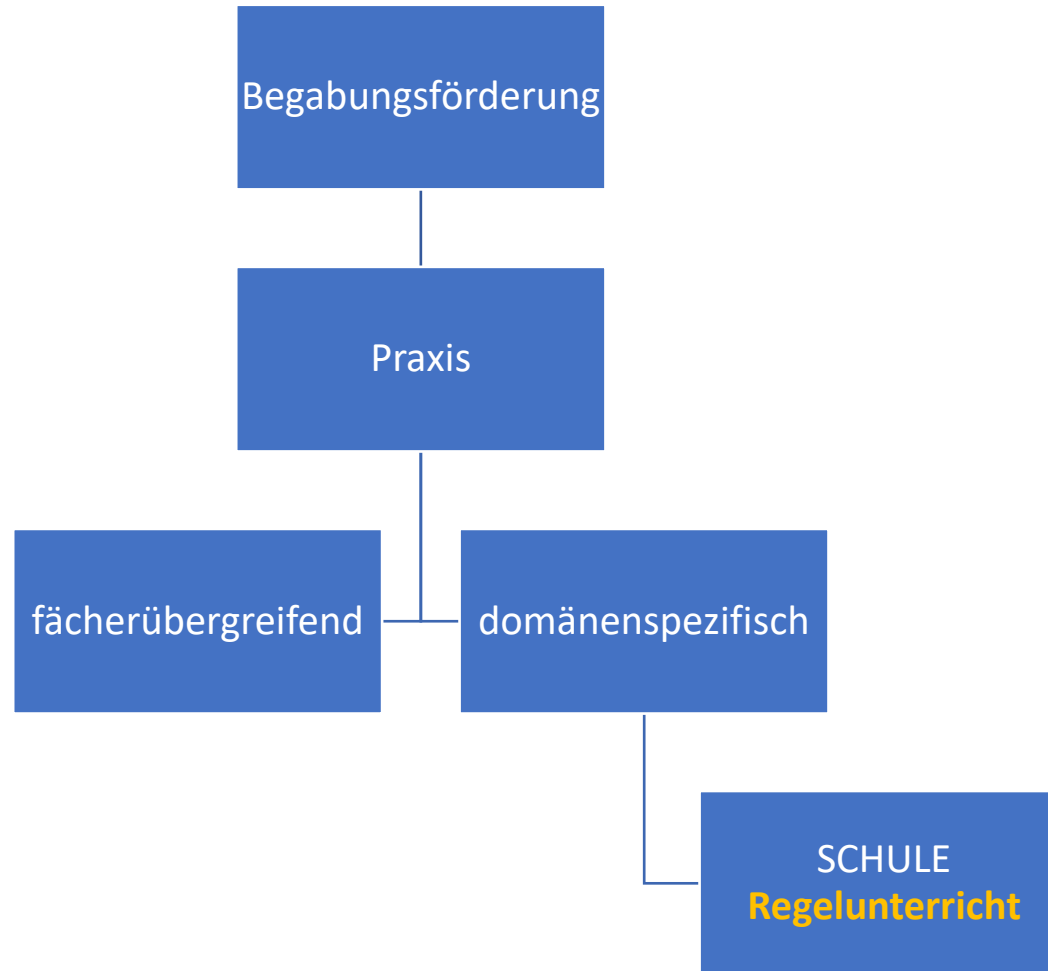 Begabungsförderung
Praxis
fächerübergreifend
domänenspezifisch
SCHULE
Regelunterricht